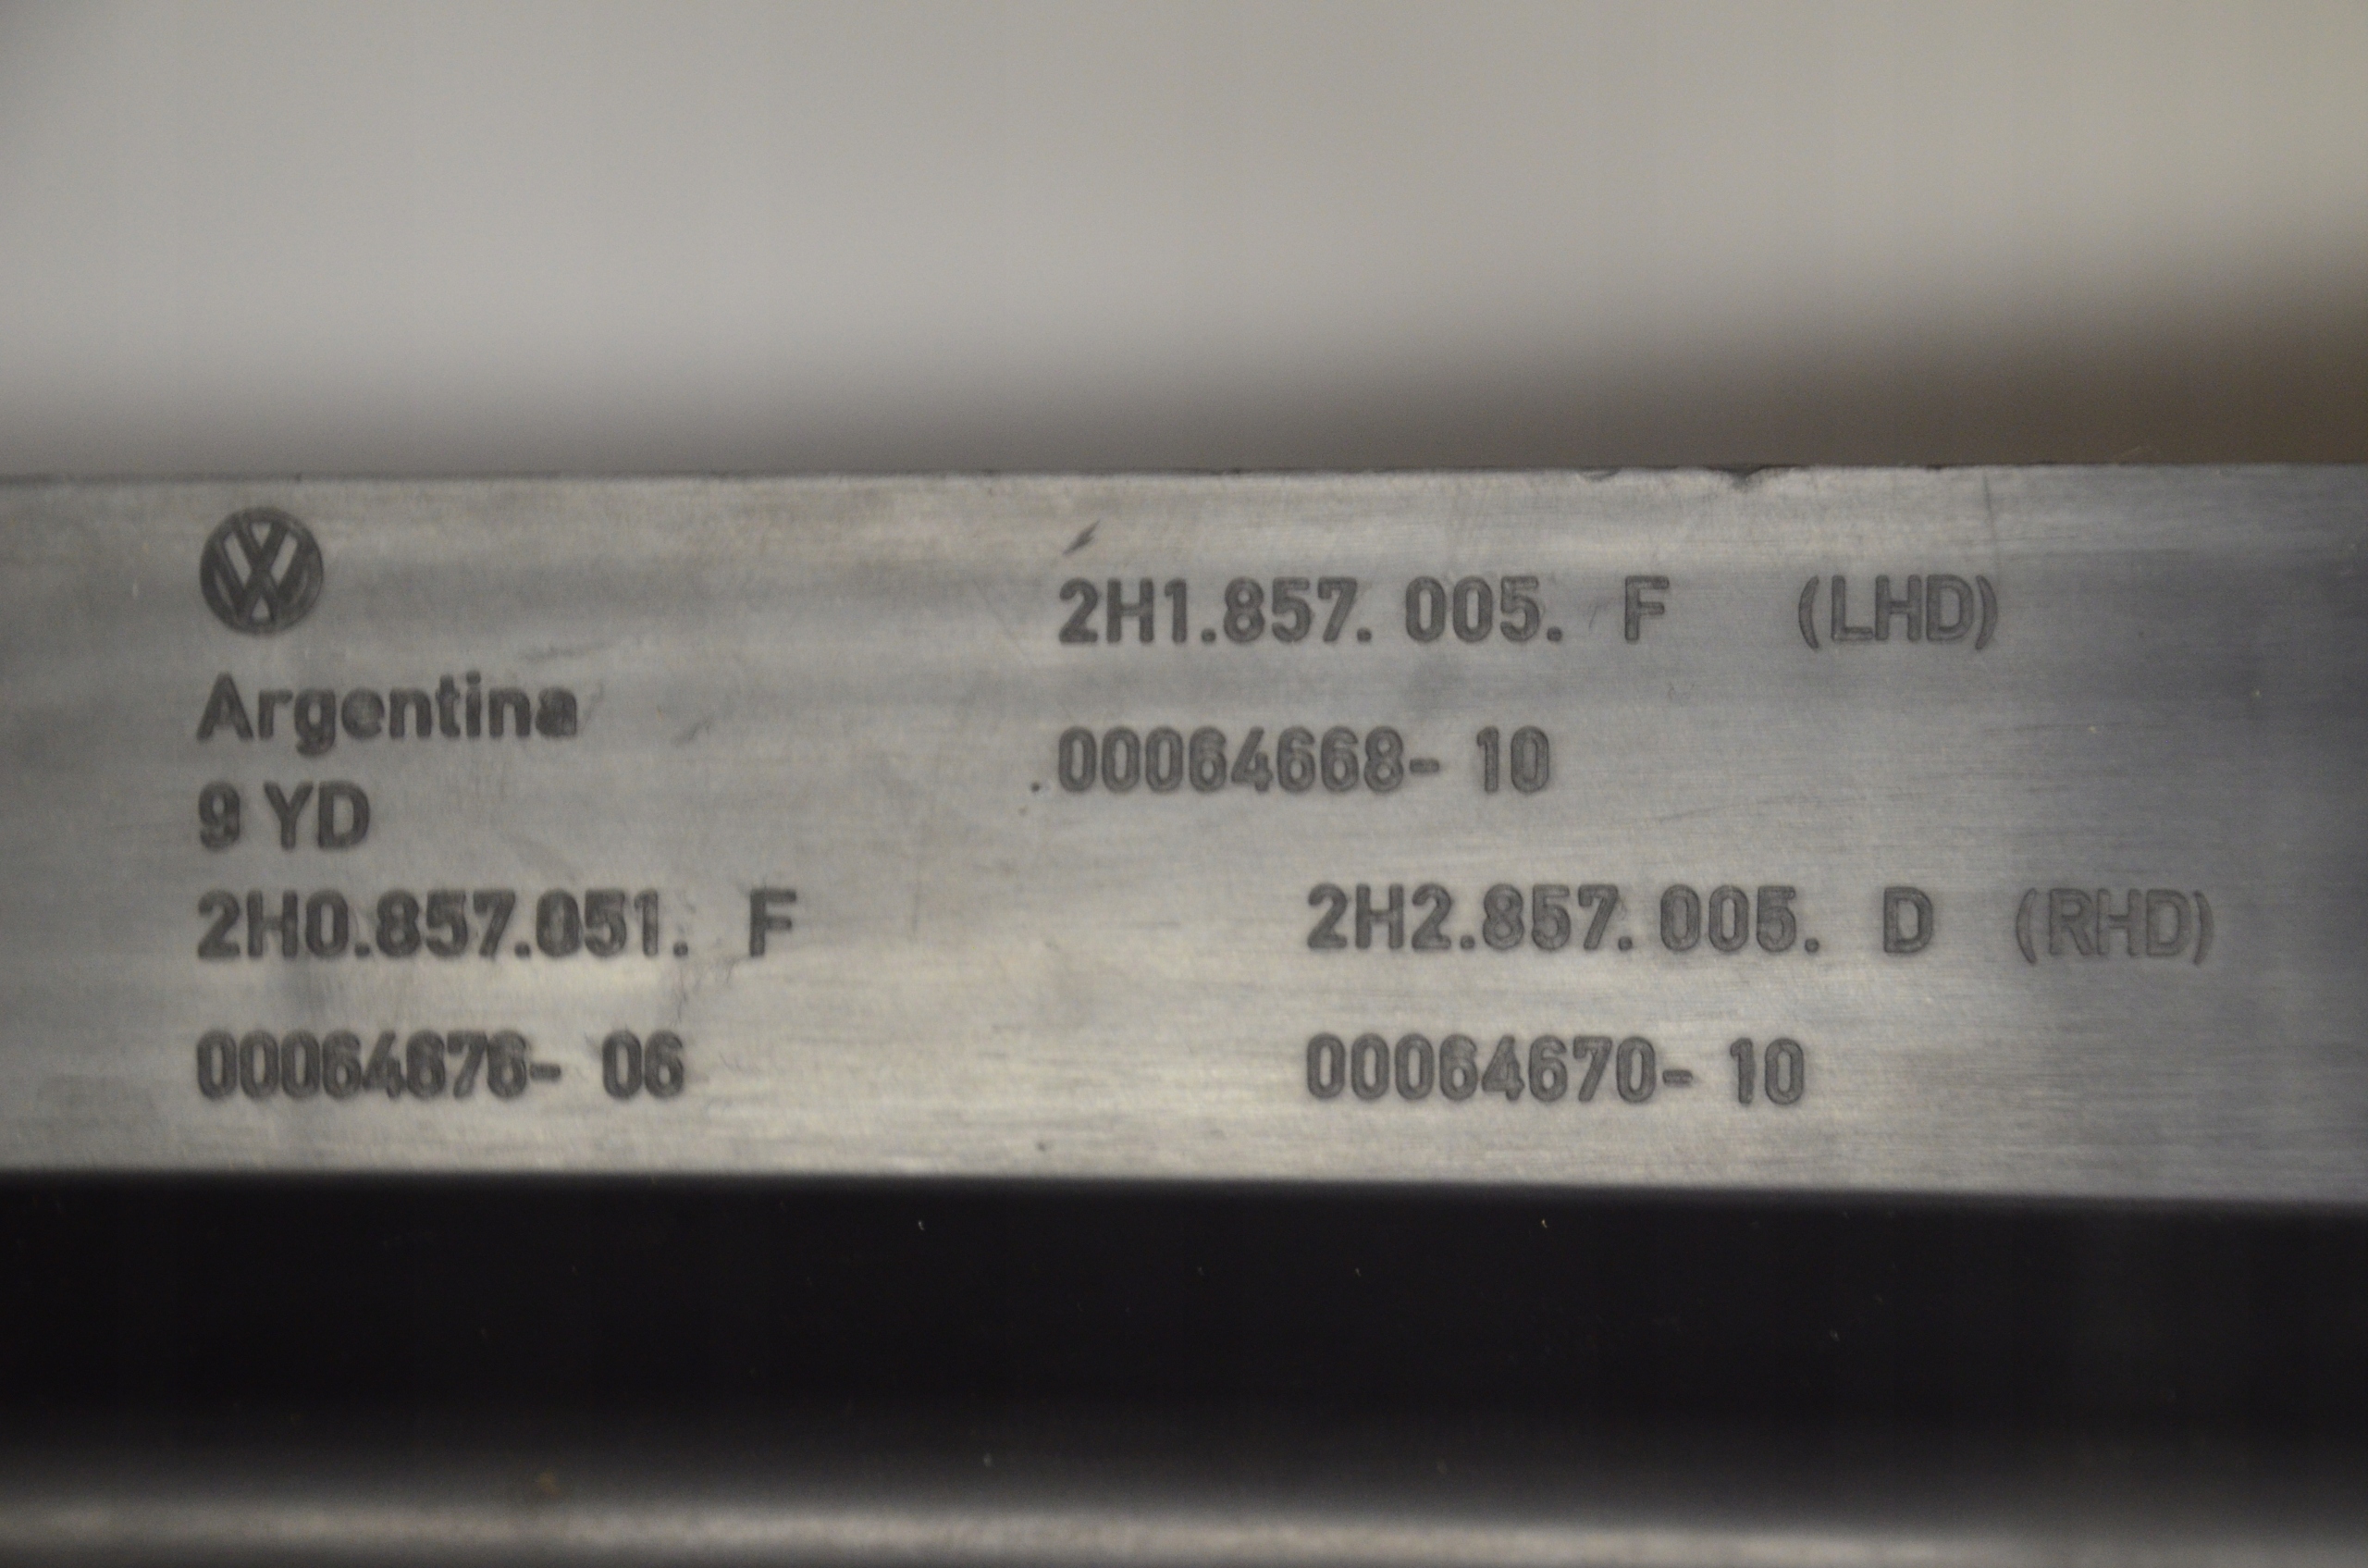 Argentina
9 YD
2H0.857.051. F
00064676- 06
2H1.857. 005. F (LHD)
00064668- 10
2H2.857. 005. D (RHD)
00064670- 10